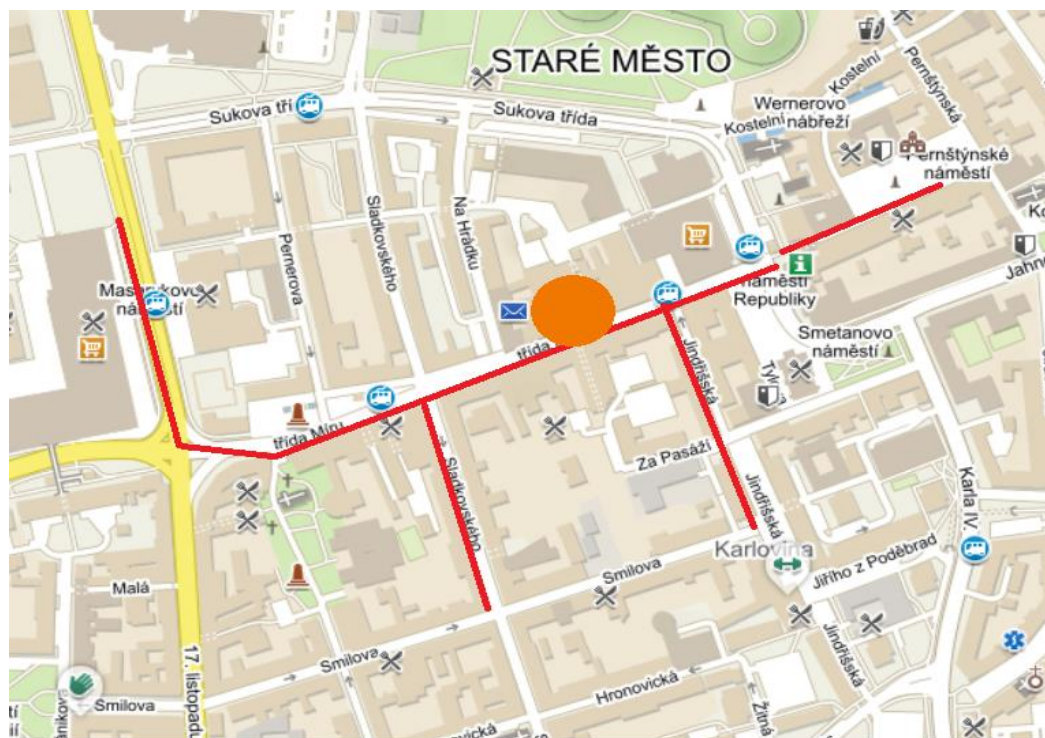 STARÉ MĚSTO
Sukova tří
Sukova třída
Kostelní
Pernštýnská
Wernerovo
nábřeží
Kostelní
náměstí
Sladkovského
Na Hrádku
Pernerova
náměstí
Republiky
Jahn
Smetanovo
náměstí
třída
Jindřišská
třída Míru
Za Pasáží
Sladkovského
Jindřišská
Karla IV.
Karlovina
Jiřího z Poděbrad
Smilova
Malá
17. listopadu
Smilova
Hronovická
Jindřišská
Žitná
Smilova